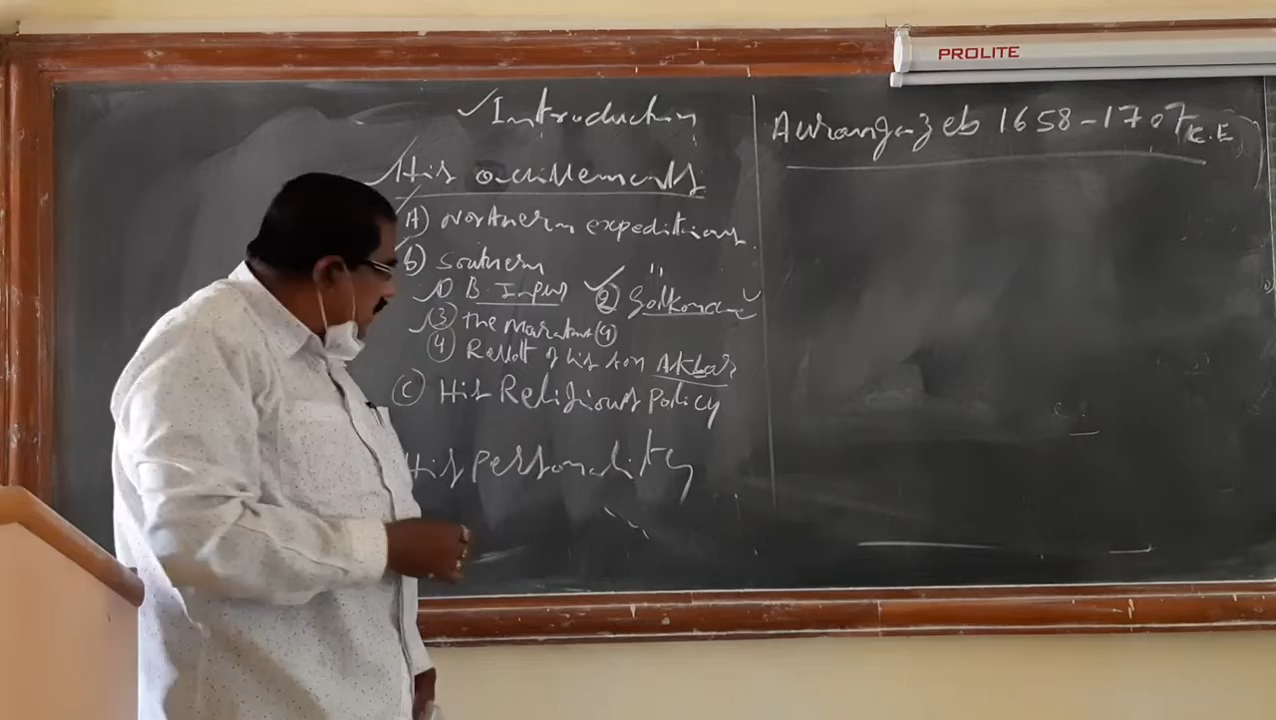 PROLITE
✓ Introduction
✓ His achievements
A) Northern expeditions.
b) Southern "
✓ 1) B. Inpur ✓ 2) Golkonda ✓
✓ 3) the Marathas (4)
4) Revolt of his son Akbar
C) His Religious Policy
His personality
Aurangazeb 1658-1707 C.E